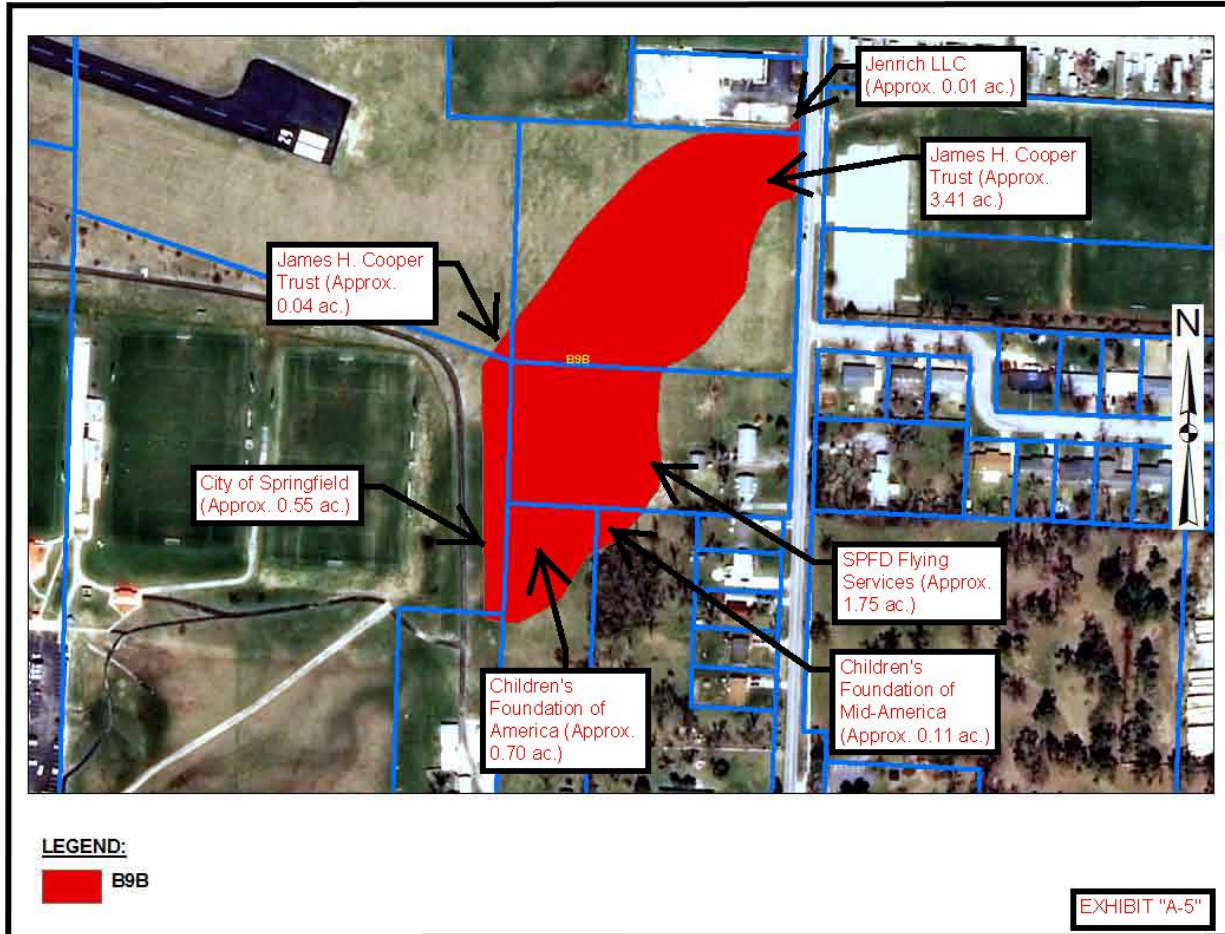 Jenrich LLC
(Approx. 0.01 ac.)
James H. Cooper
Trust (Approx.
3.41 ac.)
James H. Cooper
Trust (Approx.
0.04 ac.)
29
N
B9B
City of Springfield
(Approx. 0.55 ac.)
SPFD Flying
Services (Approx.
1.75 ac.)
Children's
Foundation of
America (Approx.
0.70 ac.)
Children's
Foundation of
Mid-America
(Approx. 0.11 ac.)
LEGEND:
B9B
EXHIBIT "A-5"